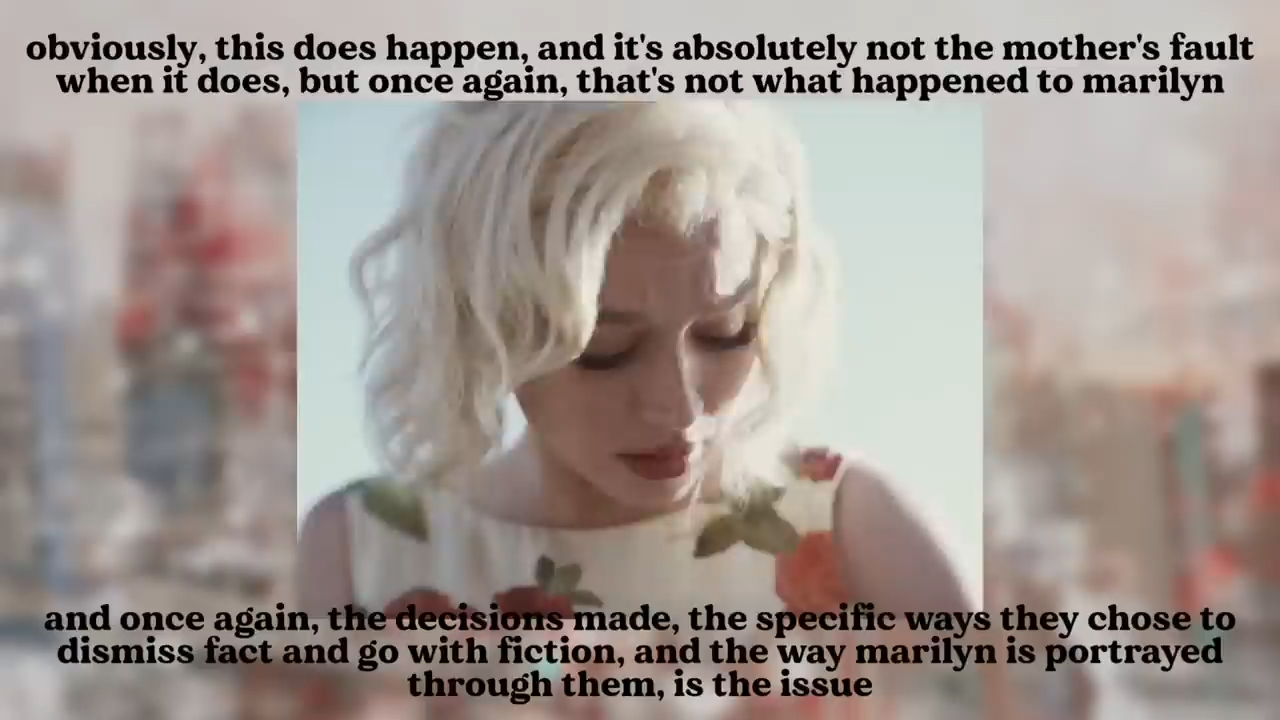 obviously, this does happen, and it's absolutely not the mother's fault
when it does, but once again, that's not what happened to marilyn
and once again, the decisions made, the specific ways they chose to
dismiss fact and go with fiction, and the way marilyn is portrayed
through them, is the issue